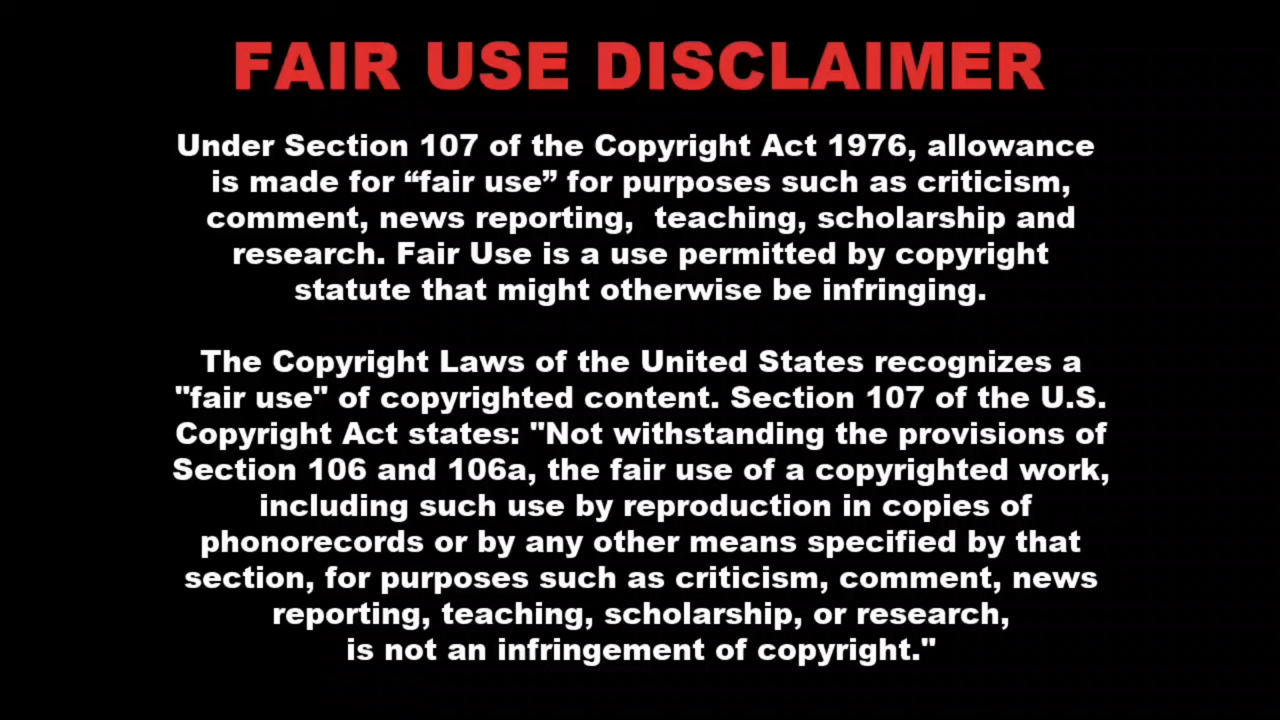 FAIR USE DISCLAIMER
Under Section 107 of the Copyright Act 1976, allowance
is made for “fair use” for purposes such as criticism,
comment, news reporting,  teaching, scholarship and
research. Fair Use is a use permitted by copyright
statute that might otherwise be infringing.
The Copyright Laws of the United States recognizes a
"fair use" of copyrighted content. Section 107 of the U.S.
Copyright Act states: "Not withstanding the provisions of
Section 106 and 106a, the fair use of a copyrighted work,
including such use by reproduction in copies of
phonorecords or by any other means specified by that
section, for purposes such as criticism, comment, news
reporting, teaching, scholarship, or research,
is not an infringement of copyright."